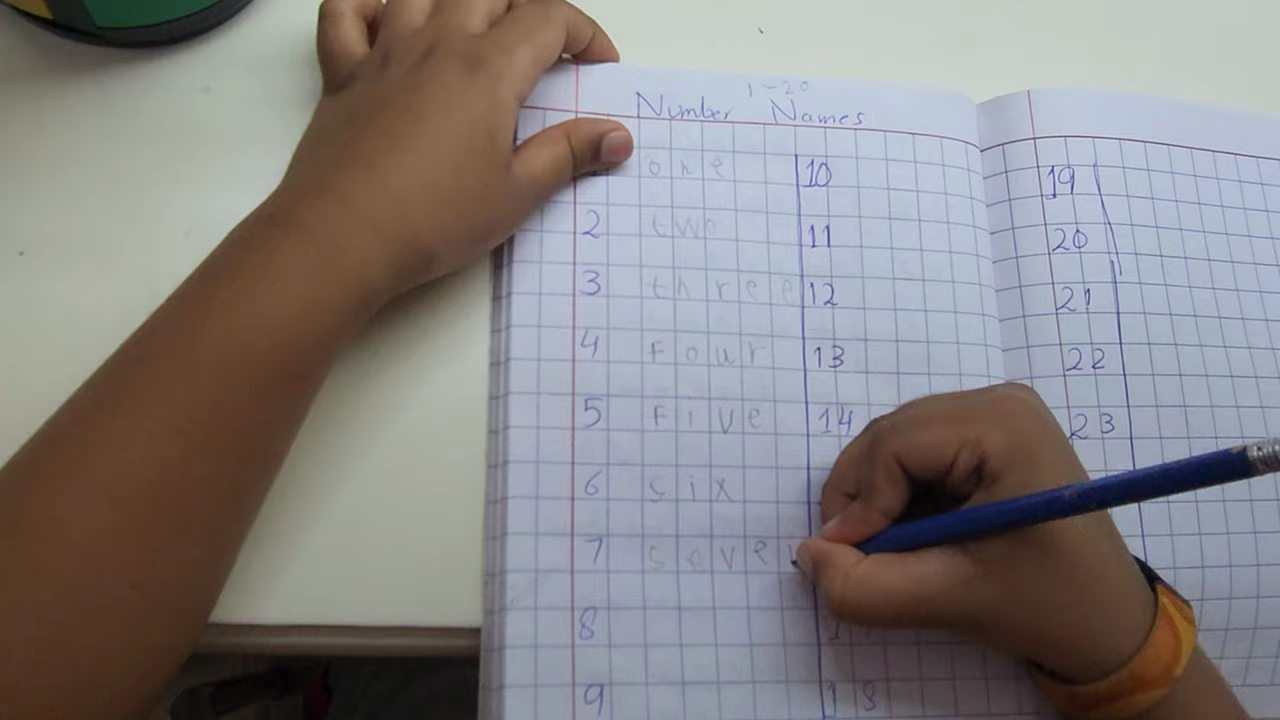 1-20
Number Names
one 10 19
2 two 11 20
3 three 12 21
4 Four 13 22
5 Five 14 23
6 six
7 seve
8
9 18